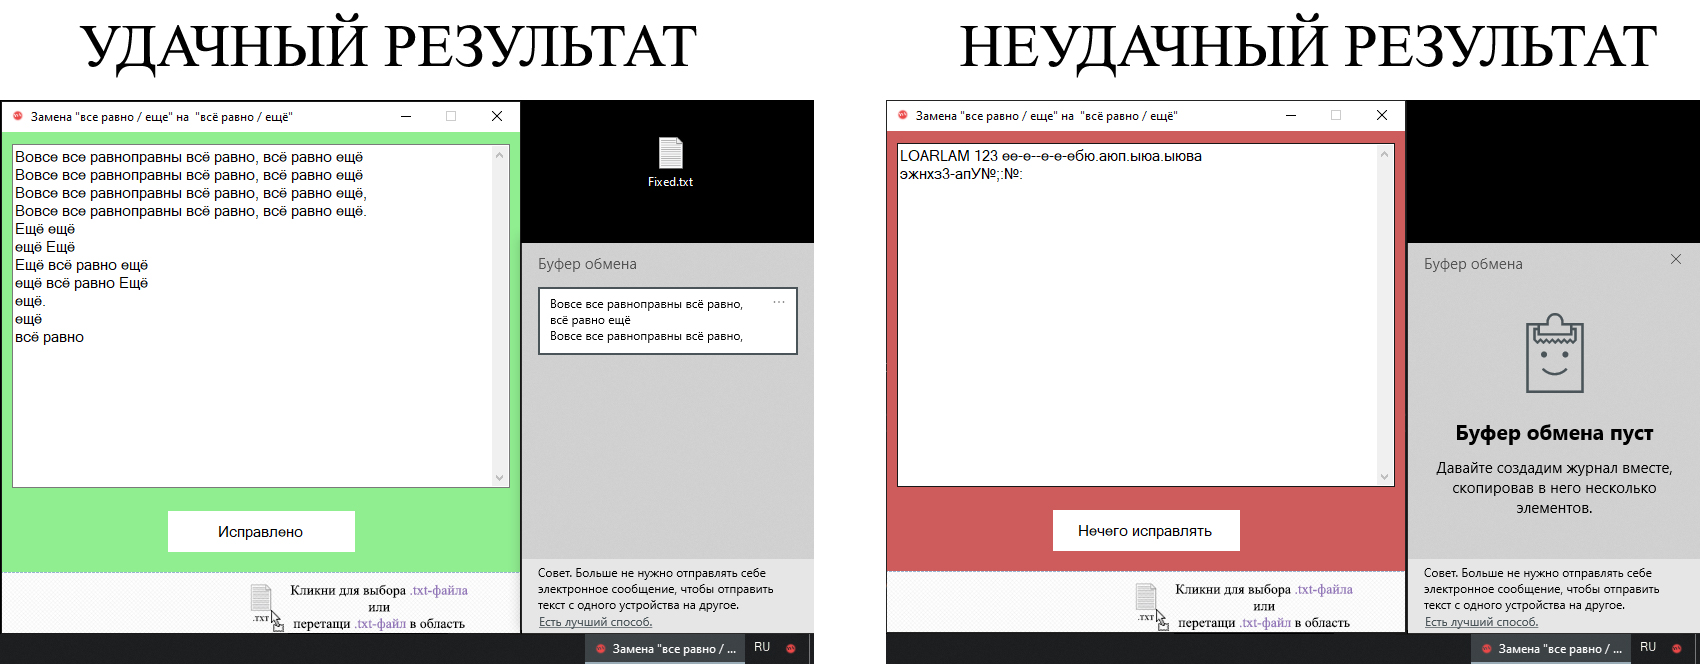 УДАЧНЫЙ РЕЗУЛЬТАТ
Замена "все равно / еще" на  "всё равно / ещё"
Вовсе все равноправны всё равно, всё равно ещё
Вовсе все равноправны всё равно, всё равно ещё
Вовсе все равноправны всё равно, всё равно ещё,
Вовсе все равноправны всё равно, всё равно ещё.
Ещё ещё
ещё Ещё
Ещё всё равно ещё
ещё всё равно Ещё
ещё.
ещё
всё равно
Исправлено
.TXT
Кликни для выбора .txt-файла
или
перетащи .txt-файл в область
Fixed.txt
Буфер обмена
Вовсе все равноправны всё равно,
всё равно ещё
Вовсе все равноправны всё равно,
Совет. Больше не нужно отправлять себе
электронное сообщение, чтобы отправить
текст с одного устройства на другое.
Есть лучший способ.
Замена "все равно / ...
RU
НЕУДАЧНЫЙ РЕЗУЛЬТАТ
Замена "все равно / еще" на  "всё равно / ещё"
LOARLAM 123 ее-е--е-е-ебю.аюп.ыюа.ыюва
эжнхз3-апУ№;:№:
Нечего исправлять
.TXT
Кликни для выбора .txt-файла
или
перетащи .txt-файл в область
Буфер обмена
Буфер обмена пуст
Давайте создадим журнал вместе,
скопировав в него несколько
элементов.
Совет. Больше не нужно отправлять себе
электронное сообщение, чтобы отправить
текст с одного устройства на другое.
Есть лучший способ.
Замена "все равно / ...
RU